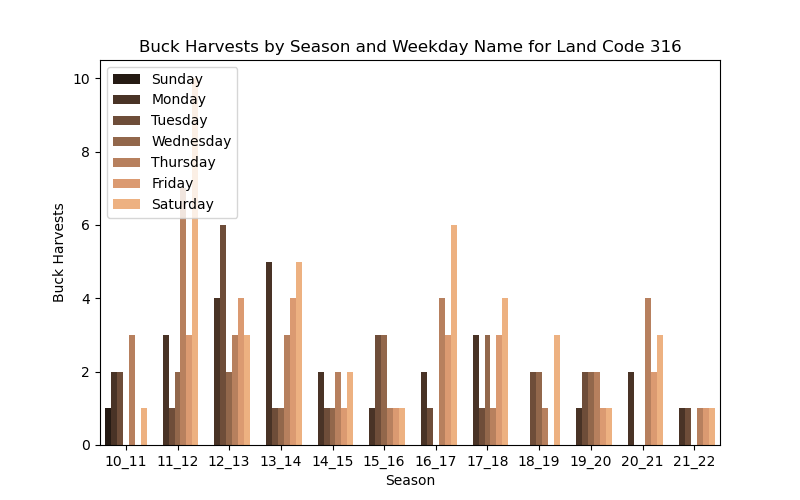 Buck Harvests by Season and Weekday Name for Land Code 316
10
8
6
4
2
0
Buck Harvests
Sunday
Monday
Tuesday
Wednesday
Thursday
Friday
Saturday
10_11 11_12 12_13 13_14 14_15 15_16 16_17 17_18 18_19 19_20 20_21 21_22
Season